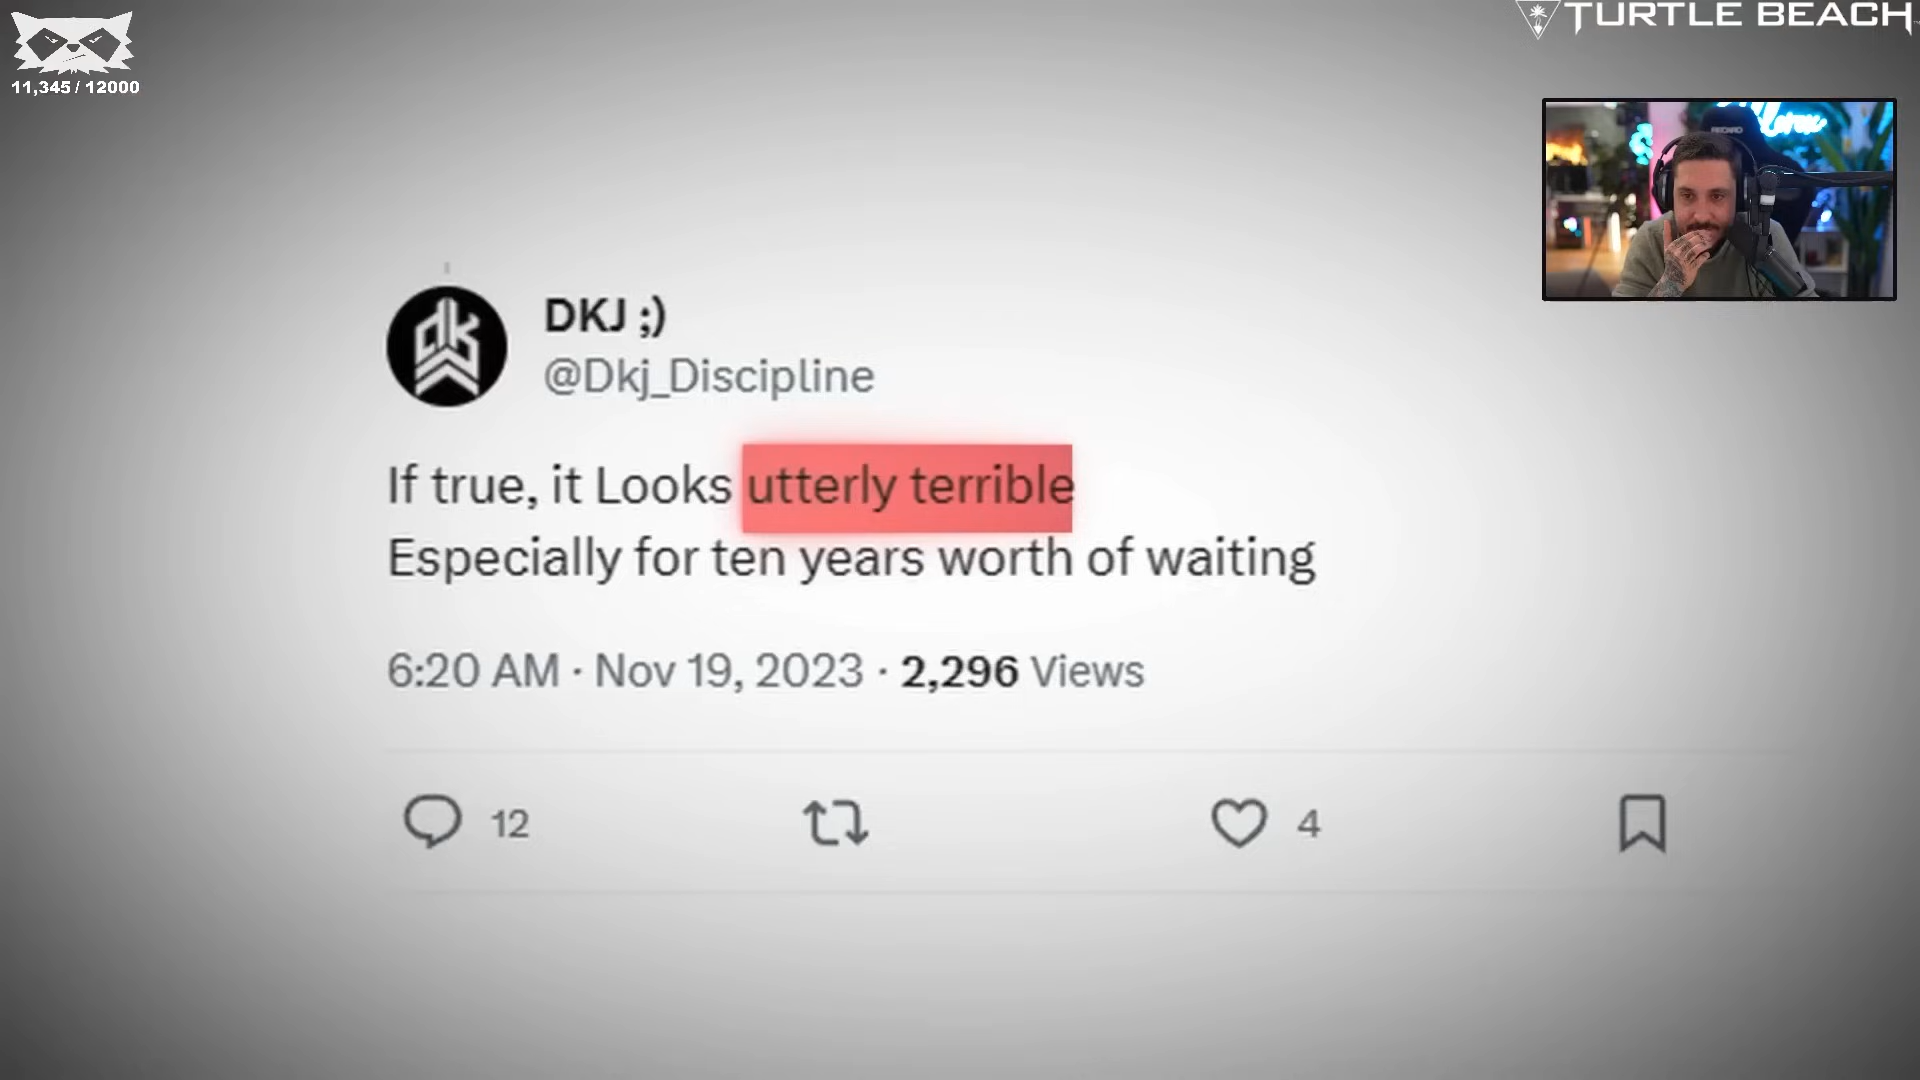 TURTLE BEACH
11,345 / 12000
DKJ ;)
@Dkj_Discipline
If true, it Looks utterly terrible
Especially for ten years worth of waiting
6:20 AM · Nov 19, 2023 · 2,296 Views
12
4